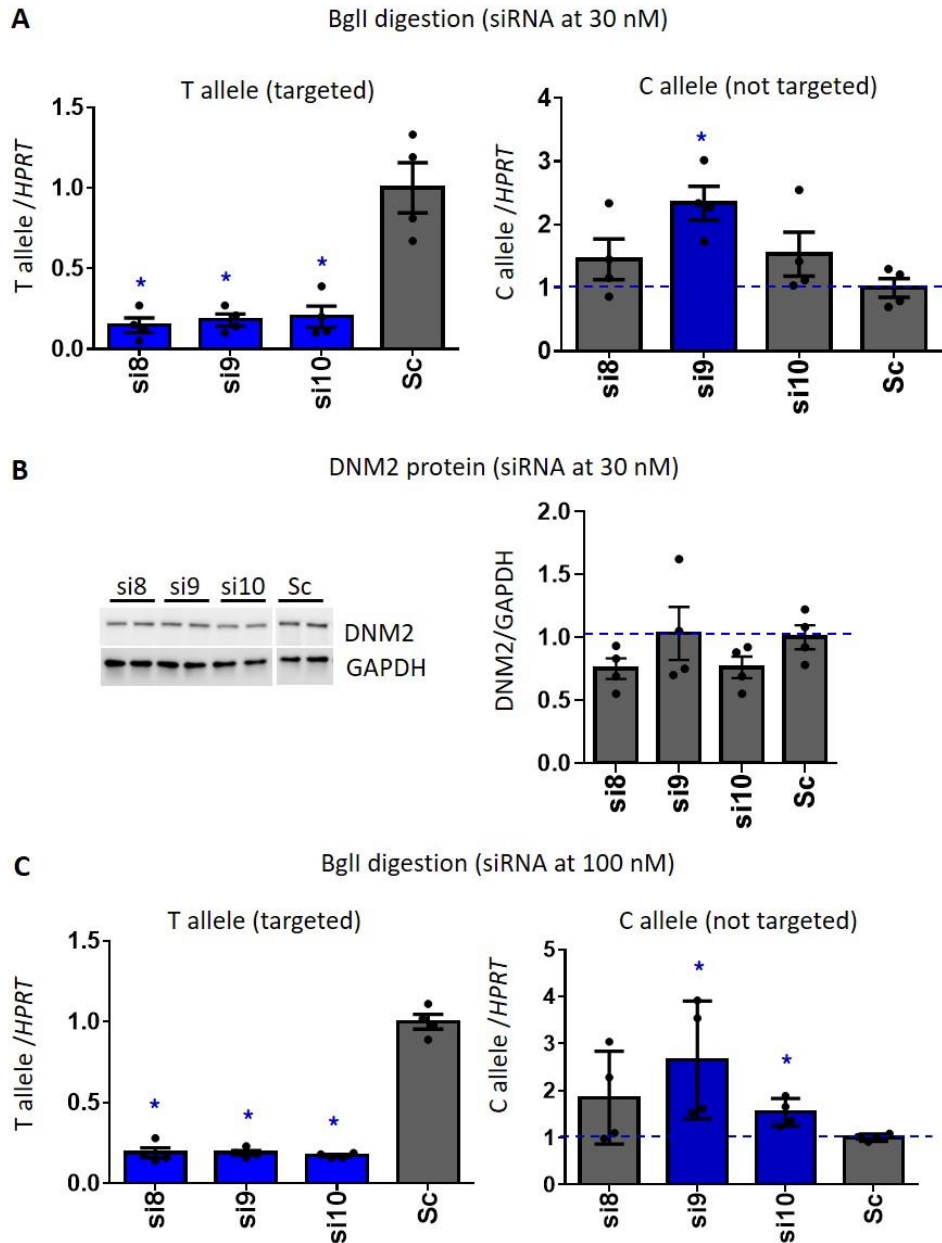 A
BglI digestion (siRNA at 30 nM)
T allele (targeted)
T allele /HPRT
1.5
1.0
0.5
0.0
*
*
*
si8
si9
si10
Sc
C allele (not targeted)
C allele /HPRT
4
3
2
1
0
*
si8
si9
si10
Sc
B
DNM2 protein (siRNA at 30 nM)
si8 si9 si10 Sc
DNM2
GAPDH
DNM2/GAPDH
2.0
1.5
1.0
0.5
0.0
si8
si9
si10
Sc
C
BglI digestion (siRNA at 100 nM)
T allele (targeted)
T allele /HPRT
1.5
1.0
0.5
0.0
*
*
*
si8
si9
si10
Sc
C allele (not targeted)
C allele /HPRT
5
4
3
2
1
0
*
*
si8
si9
si10
Sc